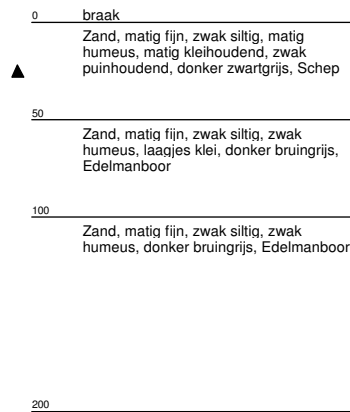 0 braak
Zand, matig fijn, zwak siltig, matig
humeus, matig kleihoudend, zwak
puinhoudend, donker zwartgrijs, Schep
50
Zand, matig fijn, zwak siltig, zwak
humeus, laagjes klei, donker bruingrijs,
Edelmanboor
100
Zand, matig fijn, zwak siltig, zwak
humeus, donker bruingrijs, Edelmanboor
200